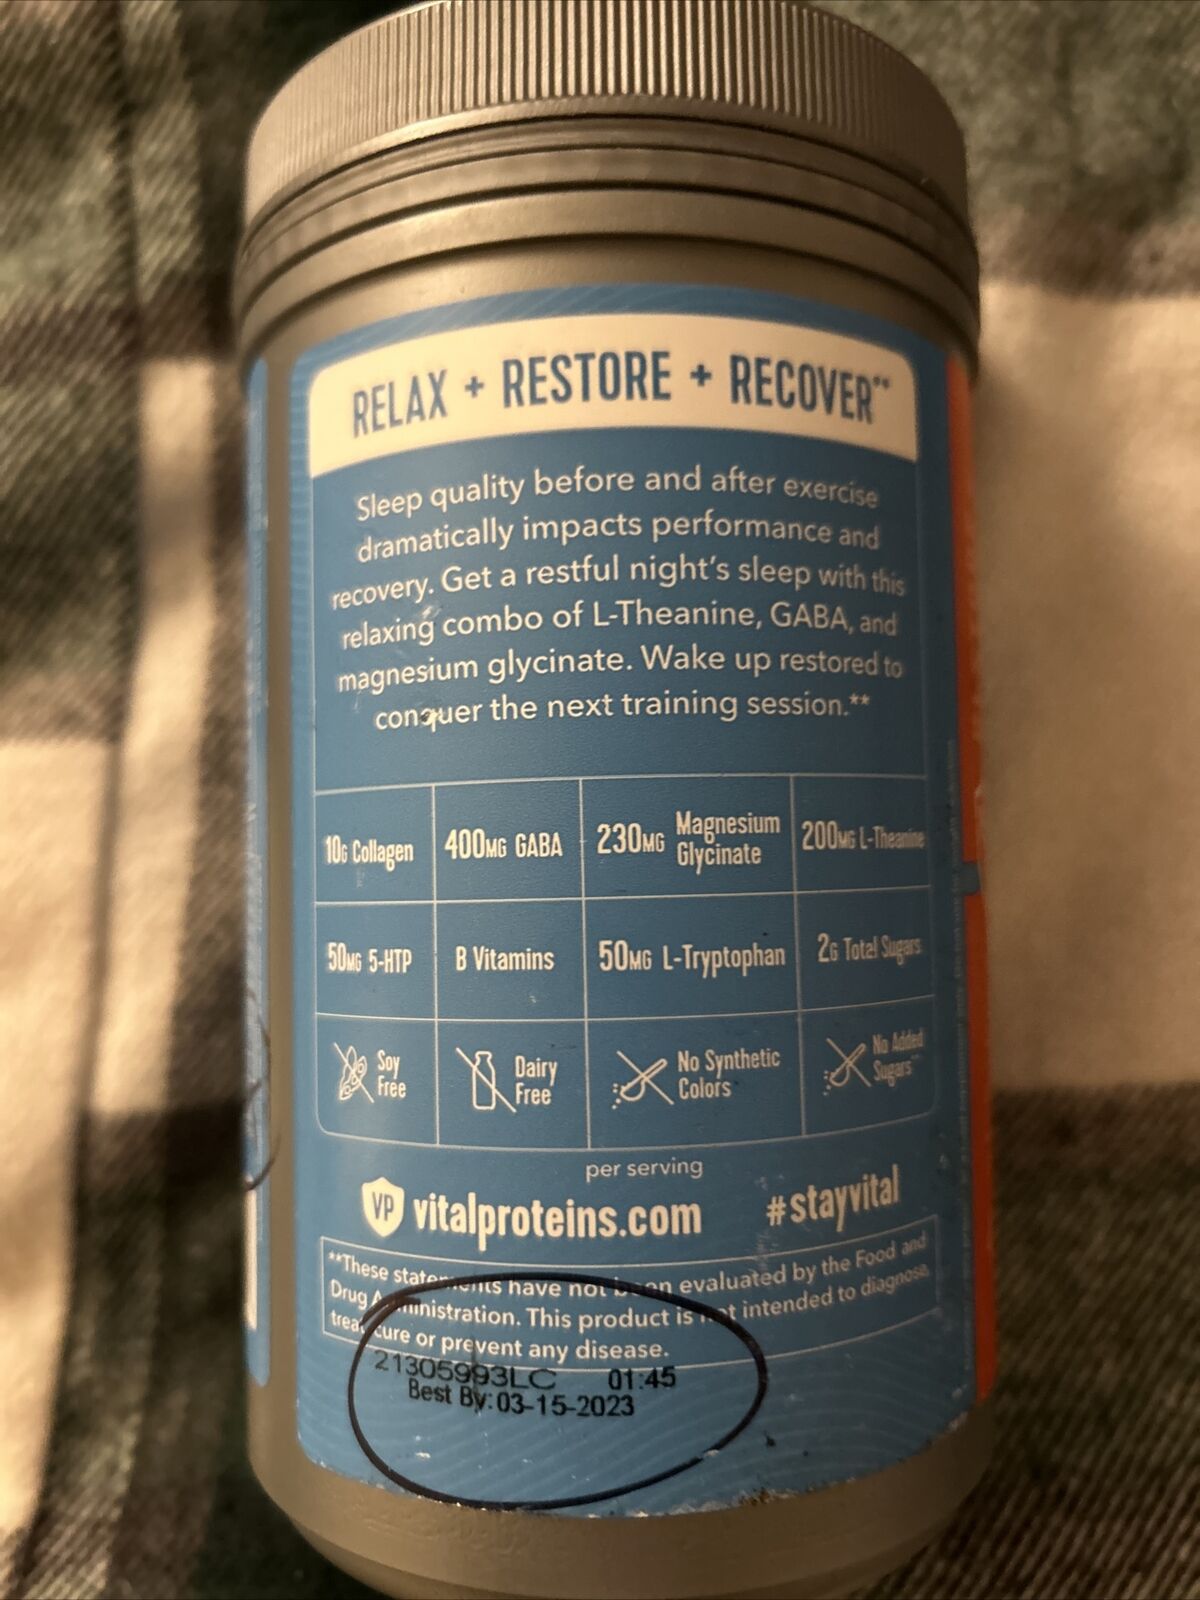 RELAX + RESTORE + RECOVER**
Sleep quality before and after exercise
dramatically impacts performance and
recovery. Get a restful night's sleep with this
relaxing combo of L-Theanine, GABA, and
magnesium glycinate. Wake up restored to
conquer the next training session.**
10G Collagen
400MG GABA
230MG Magnesium Glycinate
200MG L-Theanine
50MG 5-HTP
B Vitamins
50MG L-Tryptophan
2G Total Sugars
Soy
Free
Dairy
Free
No Synthetic
Colors
No Added
Sugars
per serving
VP vitalproteins.com #stayvital
**These statements have not been evaluated by the Food and
Drug Administration. This product is not intended to diagnose,
treat, cure or prevent any disease.
21305993LC 01:45
Best By: 03-15-2023